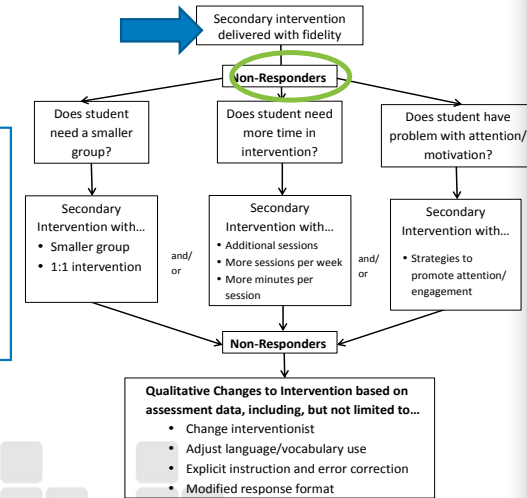 Secondary intervention
delivered with fidelity
Non-Responders
Does student
need a smaller
group?
Does student need
more time in
intervention?
Does student have
problem with attention/
motivation?
Secondary
Intervention with…
• Smaller group
• 1:1 intervention
and/
or
Secondary
Intervention with…
• Additional sessions
• More sessions per week
• More minutes per
session
and/
or
Secondary
Intervention with…
• Strategies to
promote attention/
engagement
Non-Responders
Qualitative Changes to Intervention based on
assessment data, including, but not limited to…
• Change interventionist
• Adjust language/vocabulary use
• Explicit instruction and error correction
• Modified response format